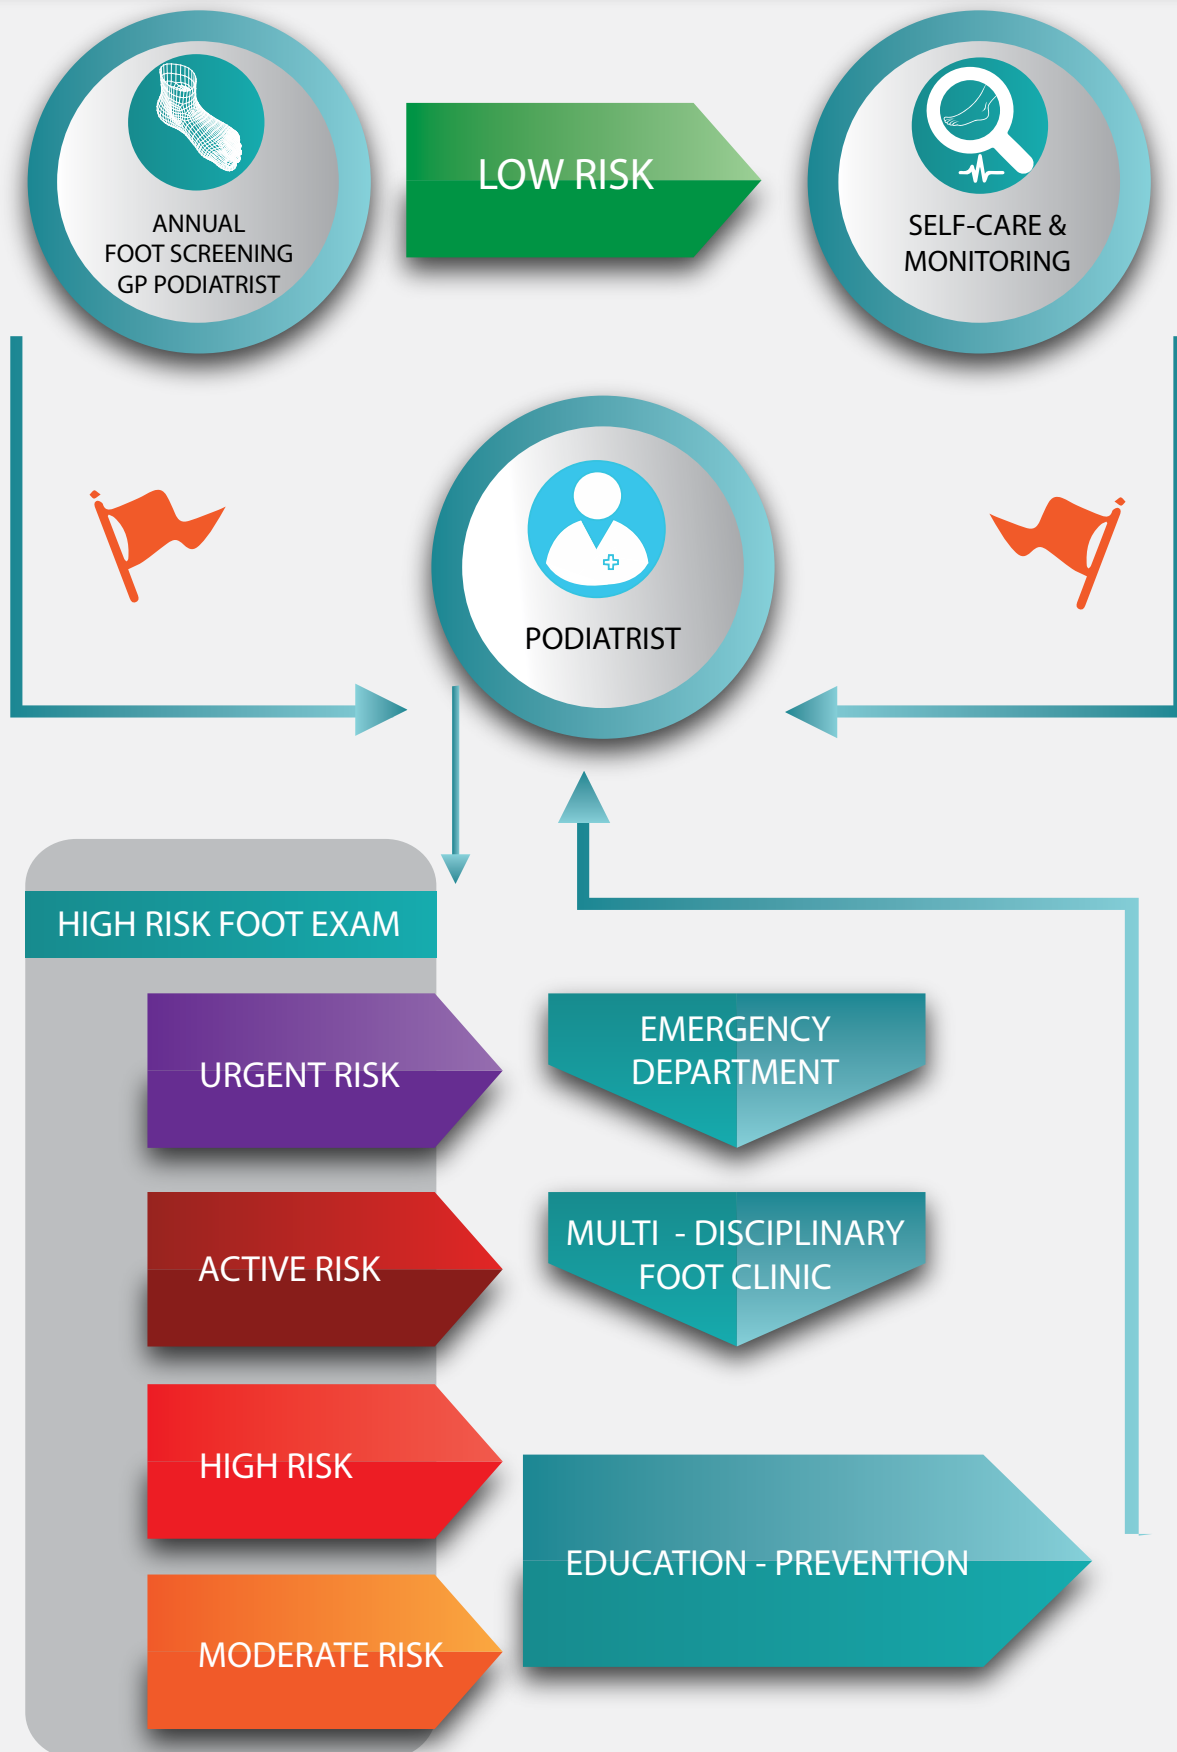 ANNUAL
FOOT SCREENING
GP PODIATRIST
LOW RISK
SELF-CARE &
MONITORING
PODIATRIST
HIGH RISK FOOT EXAM
URGENT RISK
EMERGENCY
DEPARTMENT
ACTIVE RISK
MULTI - DISCIPLINARY
FOOT CLINIC
HIGH RISK
EDUCATION - PREVENTION
MODERATE RISK